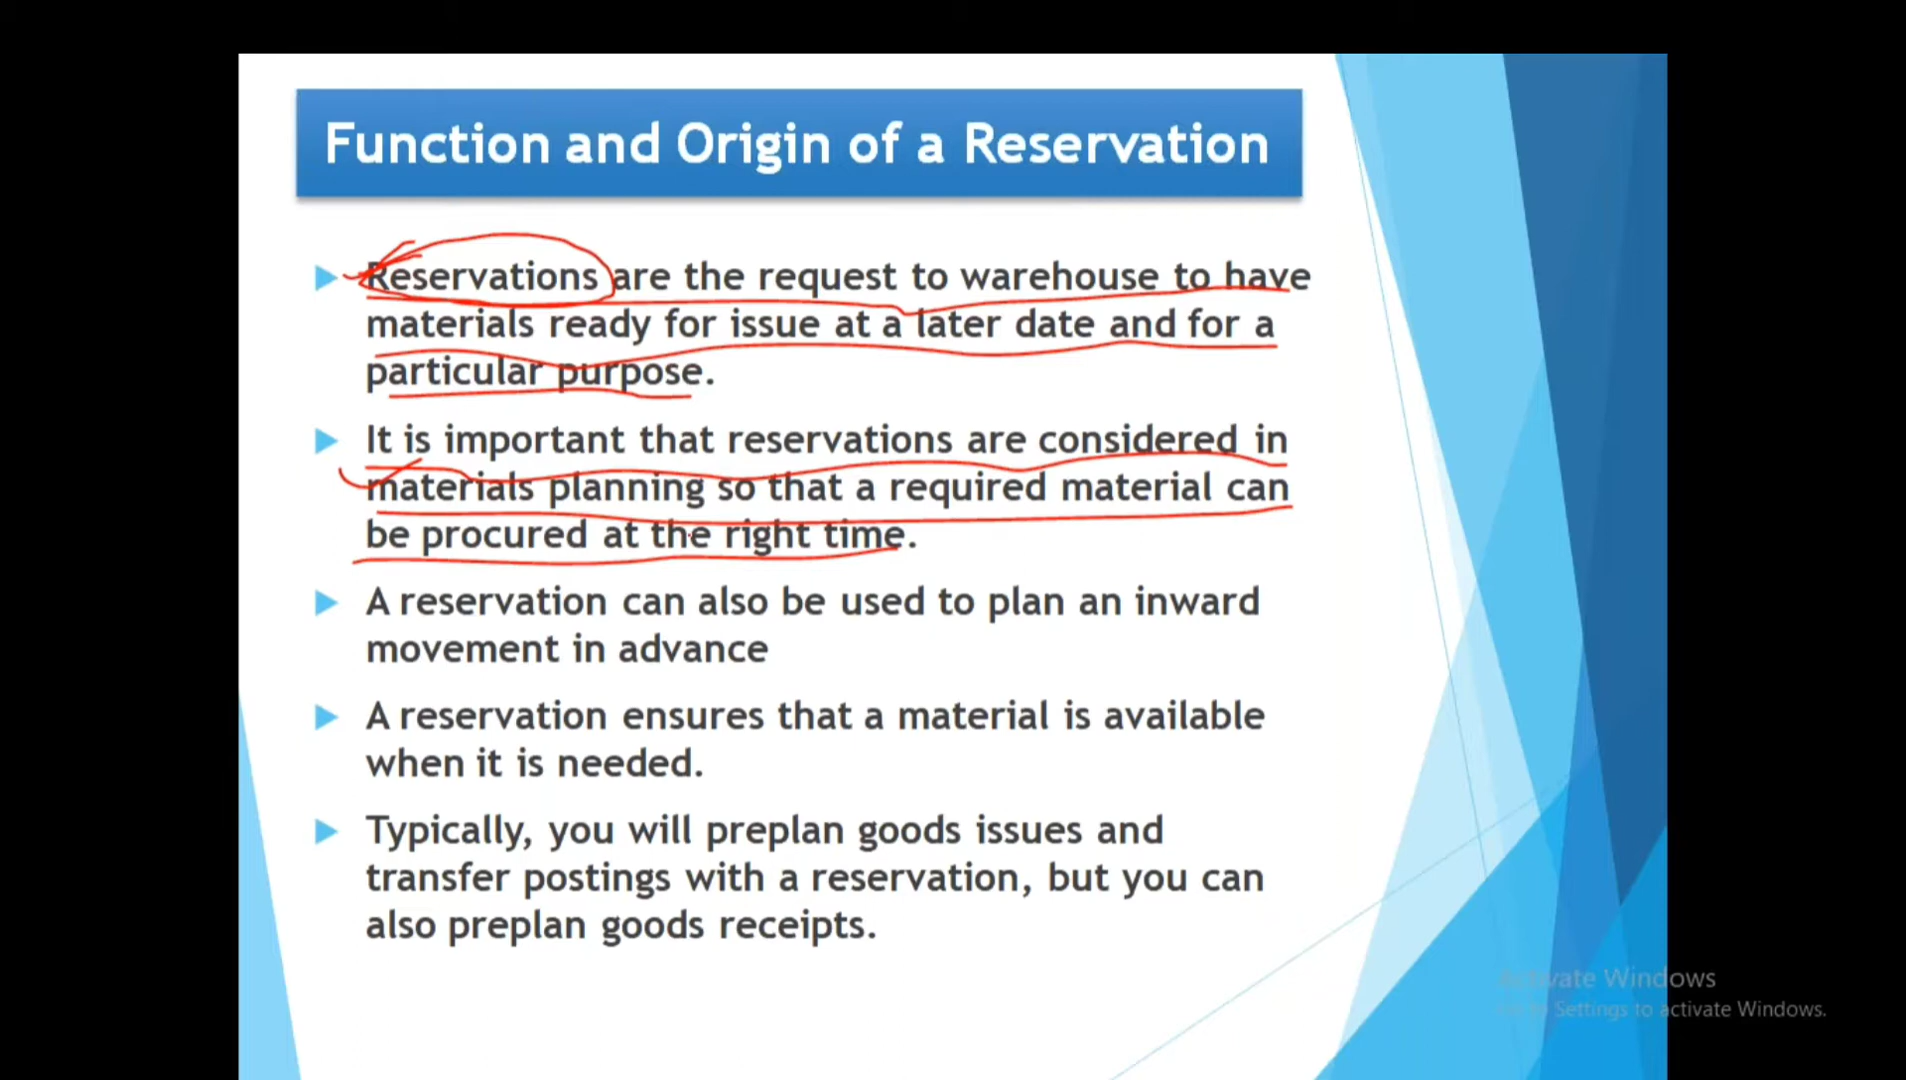 Function and Origin of a Reservation
Reservations are the request to warehouse to have
materials ready for issue at a later date and for a
particular purpose.
It is important that reservations are considered in
materials planning so that a required material can
be procured at the right time.
A reservation can also be used to plan an inward
movement in advance
A reservation ensures that a material is available
when it is needed.
Typically, you will preplan goods issues and
transfer postings with a reservation, but you can
also preplan goods receipts.
Activate Windows
Go to Settings to activate Windows.